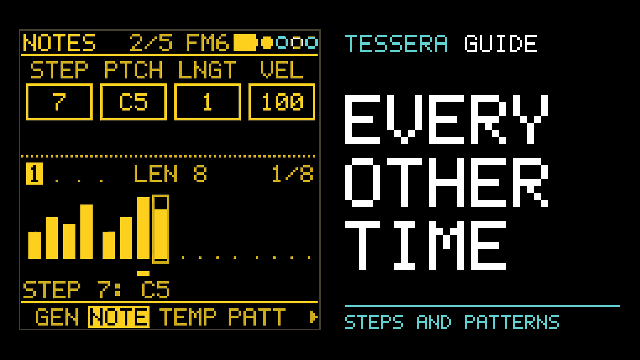 NOTES 2/5 FM6
STEP PTCH LNGT VEL
7 C5 1 100
1 . . . LEN 8 1/8
STEP 7: C5
GEN NOTE TEMP PATT
TESSERA GUIDE
EVERY
OTHER
TIME
STEPS AND PATTERNS